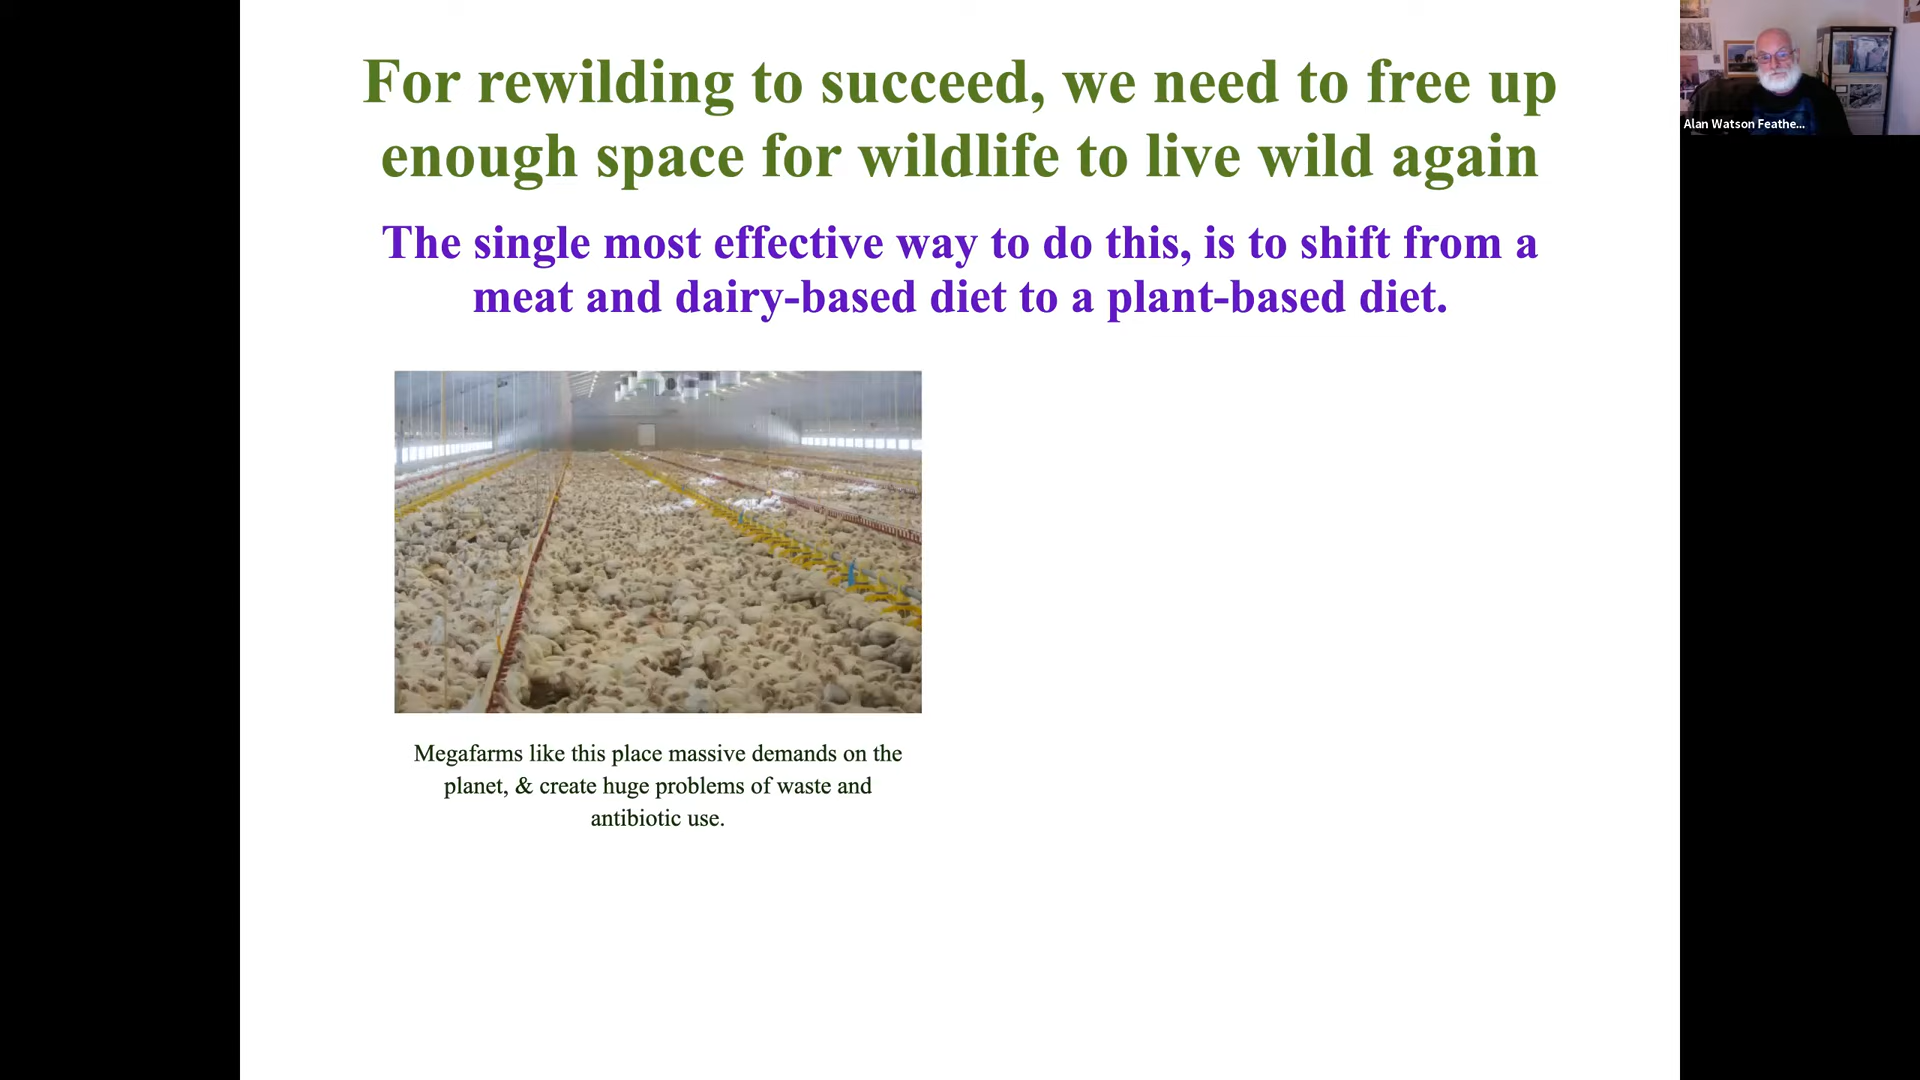 For rewilding to succeed, we need to free up
enough space for wildlife to live wild again
The single most effective way to do this, is to shift from a
meat and dairy-based diet to a plant-based diet.
Megafarms like this place massive demands on the
planet, & create huge problems of waste and
antibiotic use.
Alan Watson Feathe...